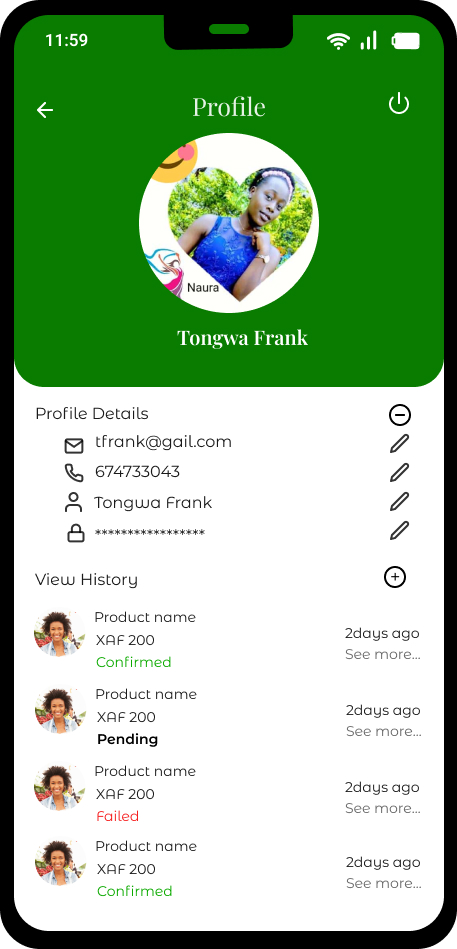 11:59
Profile
Naura
Tongwa Frank
Profile Details
tfrank@gail.com
674733043
Tongwa Frank
*****************
View History
Product name
XAF 200
Confirmed
2days ago
See more...
Product name
XAF 200
Pending
2days ago
See more...
Product name
XAF 200
Failed
2days ago
See more...
Product name
XAF 200
Confirmed
2days ago
See more...